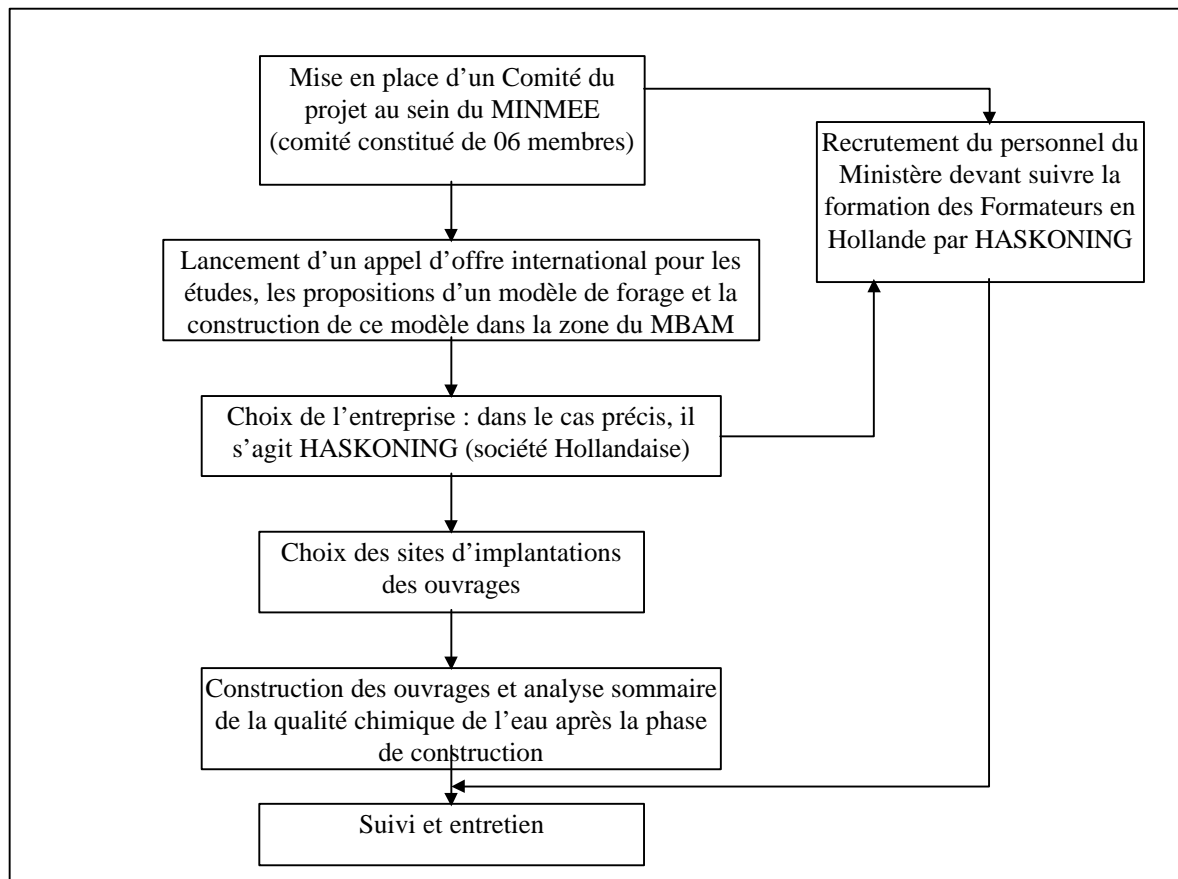 Mise en place d’un Comité du
projet au sein du MINMEE
(comité constitué de 06 membres)
Recrutement du personnel du
Ministère devant suivre la
formation des Formateurs en
Hollande par HASKONING
Lancement d’un appel d’offre international pour les
études, les propositions d’un modèle de forage et la
construction de ce modèle dans la zone du MBAM
Choix de l’entreprise : dans le cas précis, il
s’agit HASKONING (société Hollandaise)
Choix des sites d’implantations
des ouvrages
Construction des ouvrages et analyse sommaire
de la qualité chimique de l’eau après la phase
de construction
Suivi et entretien